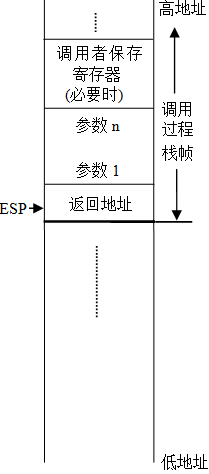 高地址
调用者保存
寄存器
(必要时)
调用
过程
栈帧
参数 n
参数 1
ESP
返回地址
低地址